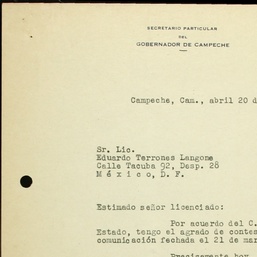 SECRETARIO PARTICULAR
DEL
GOBERNADOR DE CAMPECHE
Campeche, Cam., abril 20 d
Sr. Lic.
Eduardo Terrones Langone
Calle Tacuba 92, Desp. 28
M é x i c o, D. F.
Estimado señor licenciado:
Por acuerdo del C.
Estado, tengo el agrado de contes
comunicación fechada el 21 de mar
Precisamente hoy